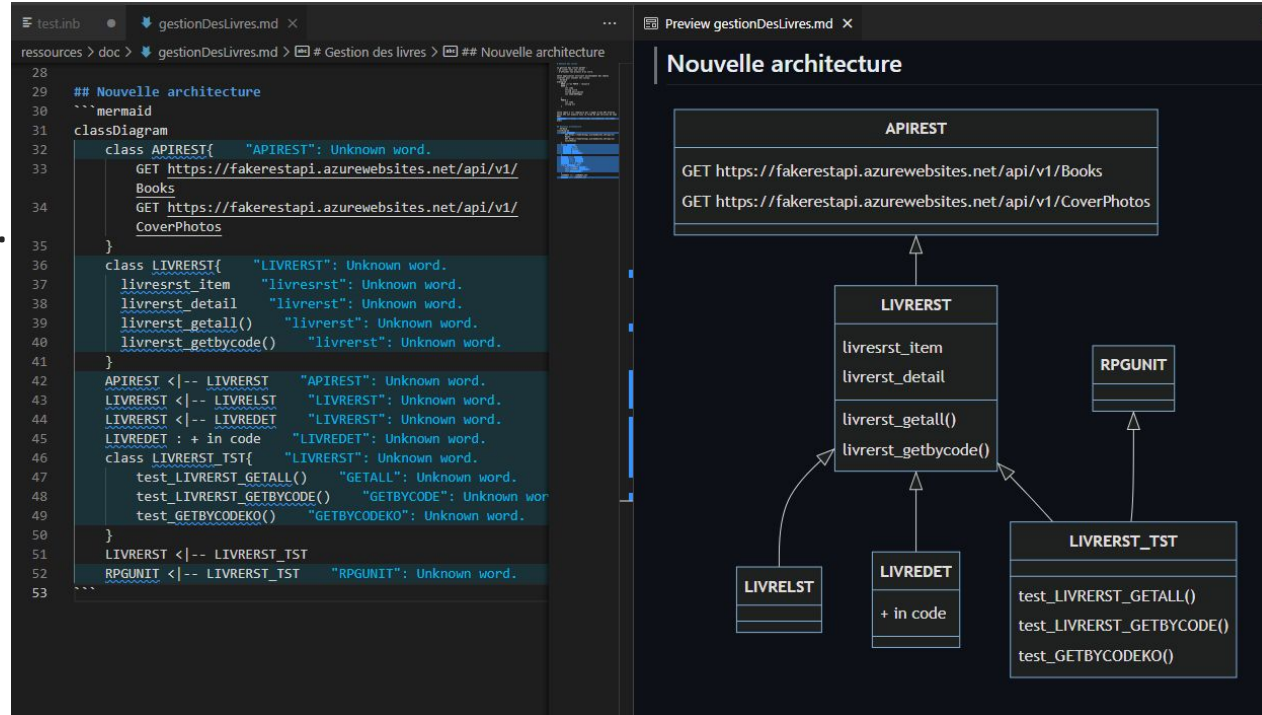 test.inb
gestionDesLivres.md
Preview gestionDesLivres.md
ressources > doc > gestionDesLivres.md > # Gestion des livres > ## Nouvelle architecture
28
29 ## Nouvelle architecture
30 ```mermaid
31 classDiagram
32 class APIREST{ "APIREST": Unknown word.
33 GET https://fakerestapi.azurewebsites.net/api/v1/
Books
34 GET https://fakerestapi.azurewebsites.net/api/v1/
CoverPhotos
35 }
36 class LIVRERST{ "LIVRERST": Unknown word.
37 livresrst_item "livresrst": Unknown word.
38 livrerst_detail "livrerst": Unknown word.
39 livrerst_getall() "livrerst": Unknown word.
40 livrerst_getbycode() "livrerst": Unknown word.
41 }
42 APIREST <|-- LIVRERST "APIREST": Unknown word.
43 LIVRERST <|-- LIVRELST "LIVRERST": Unknown word.
44 LIVRERST <|-- LIVREDET "LIVRERST": Unknown word.
45 LIVREDET : + in code "LIVREDET": Unknown word.
46 class LIVRERST_TST{ "LIVRERST": Unknown word.
47 test_LIVRERST_GETALL() "GETALL": Unknown word.
48 test_LIVRERST_GETBYCODE() "GETBYCODE": Unknown wor
49 test_GETBYCODEKO() "GETBYCODEKO": Unknown word.
50 }
51 LIVRERST <|-- LIVRERST_TST
52 RPGUNIT <|-- LIVRERST_TST "RPGUNIT": Unknown word.
53 ```
Nouvelle architecture
APIREST
GET https://fakerestapi.azurewebsites.net/api/v1/Books
GET https://fakerestapi.azurewebsites.net/api/v1/CoverPhotos
LIVRERST
livresrst_item
livrerst_detail
livrerst_getall()
livrerst_getbycode()
RPGUNIT
LIVRELST
LIVREDET
+ in code
LIVRERST_TST
test_LIVRERST_GETALL()
test_LIVRERST_GETBYCODE()
test_GETBYCODEKO()